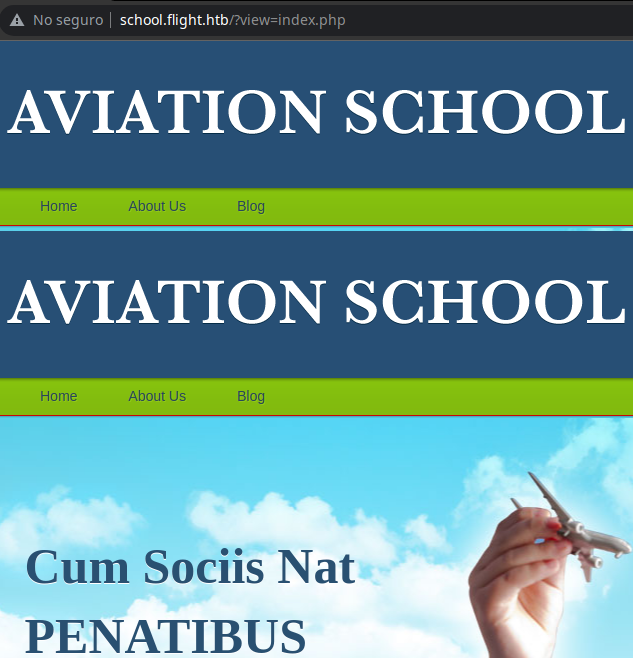 No seguro school.flight.htb/?view=index.php
AVIATION SCHOOL
Home About Us Blog
AVIATION SCHOOL
Home About Us Blog
Cum Sociis Nat
PENATIBUS